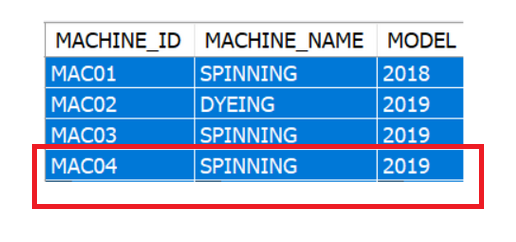 MACHINE_ID MACHINE_NAME MODEL
MAC01 SPINNING 2018
MAC02 DYEING 2019
MAC03 SPINNING 2019
MAC04 SPINNING 2019